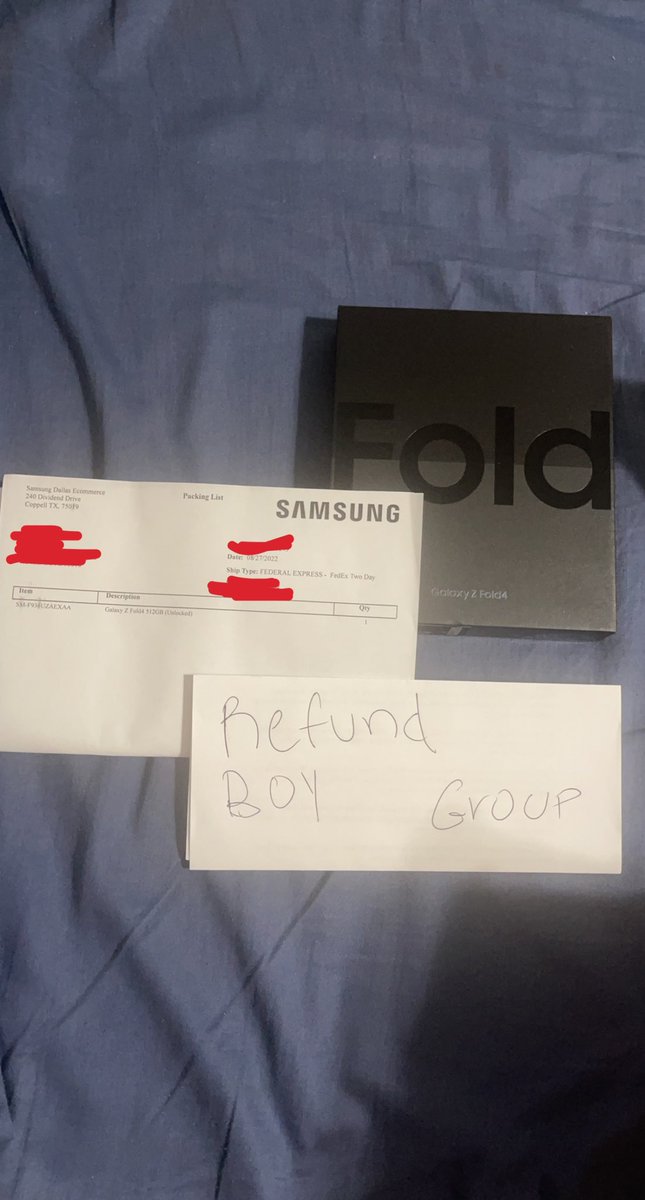 Fold
Galaxy Z Fold4
Samsung Dallas Ecommerce
240 Dividend Drive
Coppell TX, 75019
Packing List
SAMSUNG
Date: 08/27/2022
Ship Type: FEDERAL EXPRESS - FedEx Two Day
Item Description Qty
SM-F936UZAEXAA Galaxy Z Fold4 512GB (Unlocked) 1
Refund
BOY GROUP